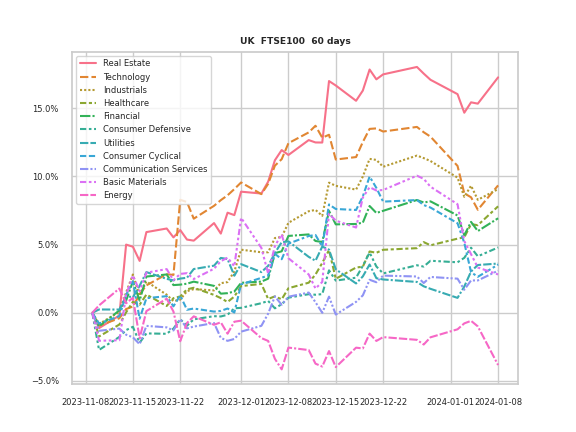 UK  FTSE100  60 days
Real Estate
Technology
Industrials
Healthcare
Financial
Consumer Defensive
Utilities
Consumer Cyclical
Communication Services
Basic Materials
Energy
15.0%
10.0%
5.0%
0.0%
−5.0%
2023-11-08 2023-11-15 2023-11-22 2023-12-01 2023-12-08 2023-12-15 2023-12-22 2024-01-01 2024-01-08